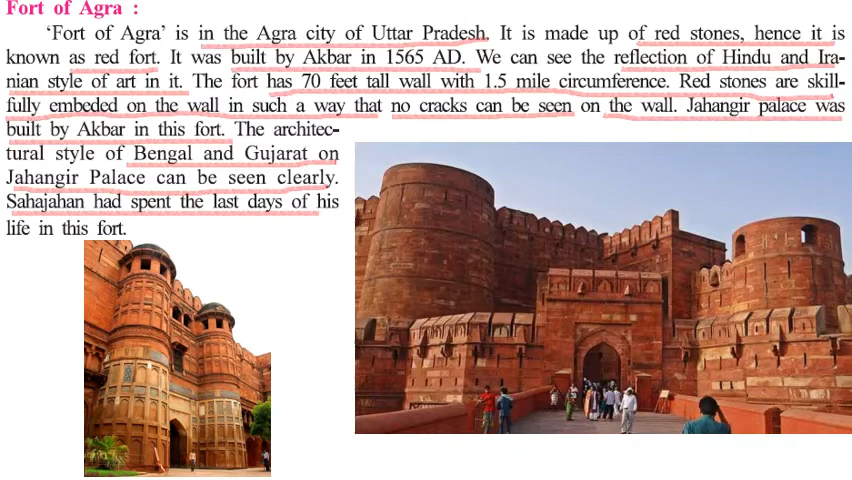 Fort of Agra :
‘Fort of Agra’ is in the Agra city of Uttar Pradesh. It is made up of red stones, hence it is
known as red fort. It was built by Akbar in 1565 AD. We can see the reflection of Hindu and Ira-
nian style of art in it. The fort has 70 feet tall wall with 1.5 mile circumference. Red stones are skill-
fully embeded on the wall in such a way that no cracks can be seen on the wall. Jahangir palace was
built by Akbar in this fort. The architec-
tural style of Bengal and Gujarat on
Jahangir Palace can be seen clearly.
Sahajahan had spent the last days of his
life in this fort.